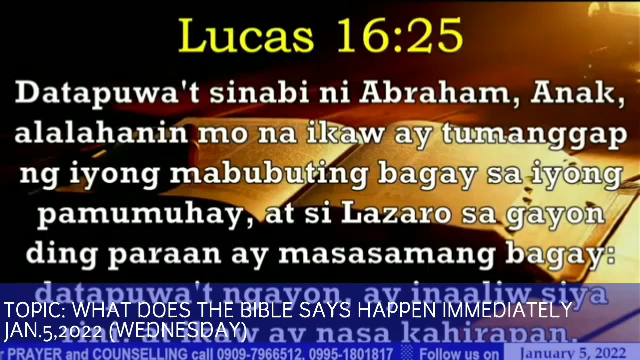 Lucas 16:25
Datapuwa't sinabi ni Abraham, Anak,
alalahanin mo na ikaw ay tumanggap
ng iyong mabubuting bagay sa iyong
pamumuhay, at si Lazaro sa gayon
ding paraan ay masasamang bagay:
datapuwa't ngayon, ay inaaliw siya
TOPIC: WHAT DOES THE BIBLE SAYS HAPPEN IMMEDIATELY
JAN.5,2022 (WEDNESDAY)
ikaw ay nasa kahirapan.
PRAYER and COUNSELLING call 0909-7966512, 0995-1801817 Follow us o
January 5, 2022